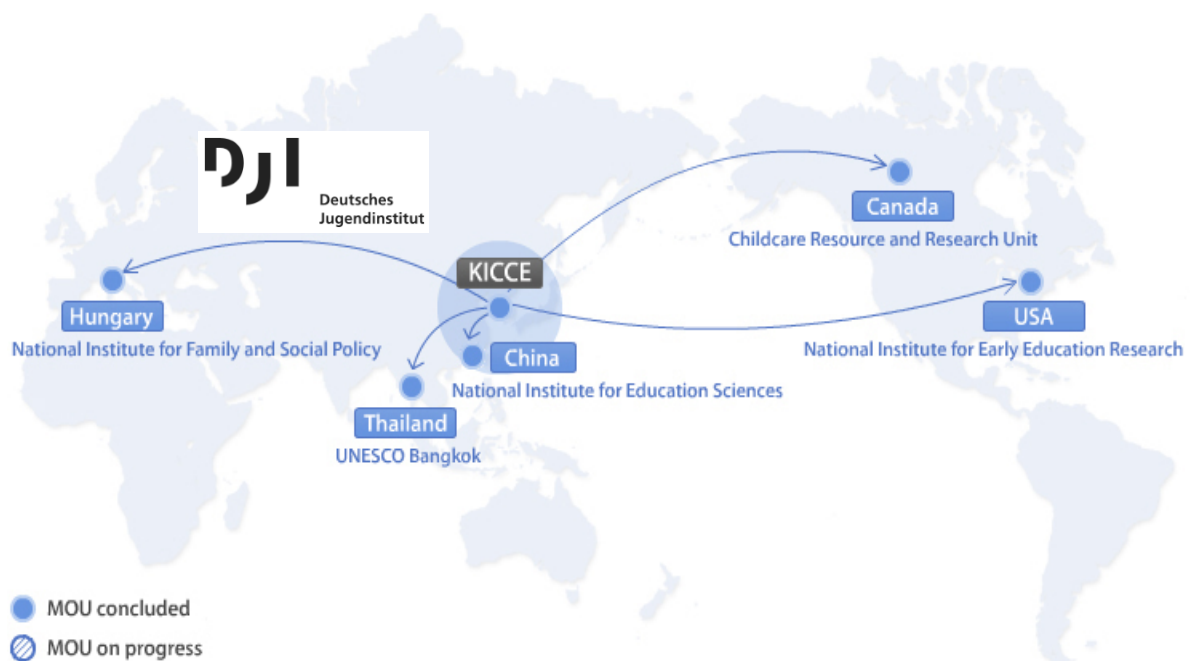 DJI
Deutsches
Jugendinstitut
Canada
Childcare Resource and Research Unit
KICCE
Hungary
National Institute for Family and Social Policy
USA
National Institute for Early Education Research
China
National Institute for Education Sciences
Thailand
UNESCO Bangkok
MOU concluded
MOU on progress